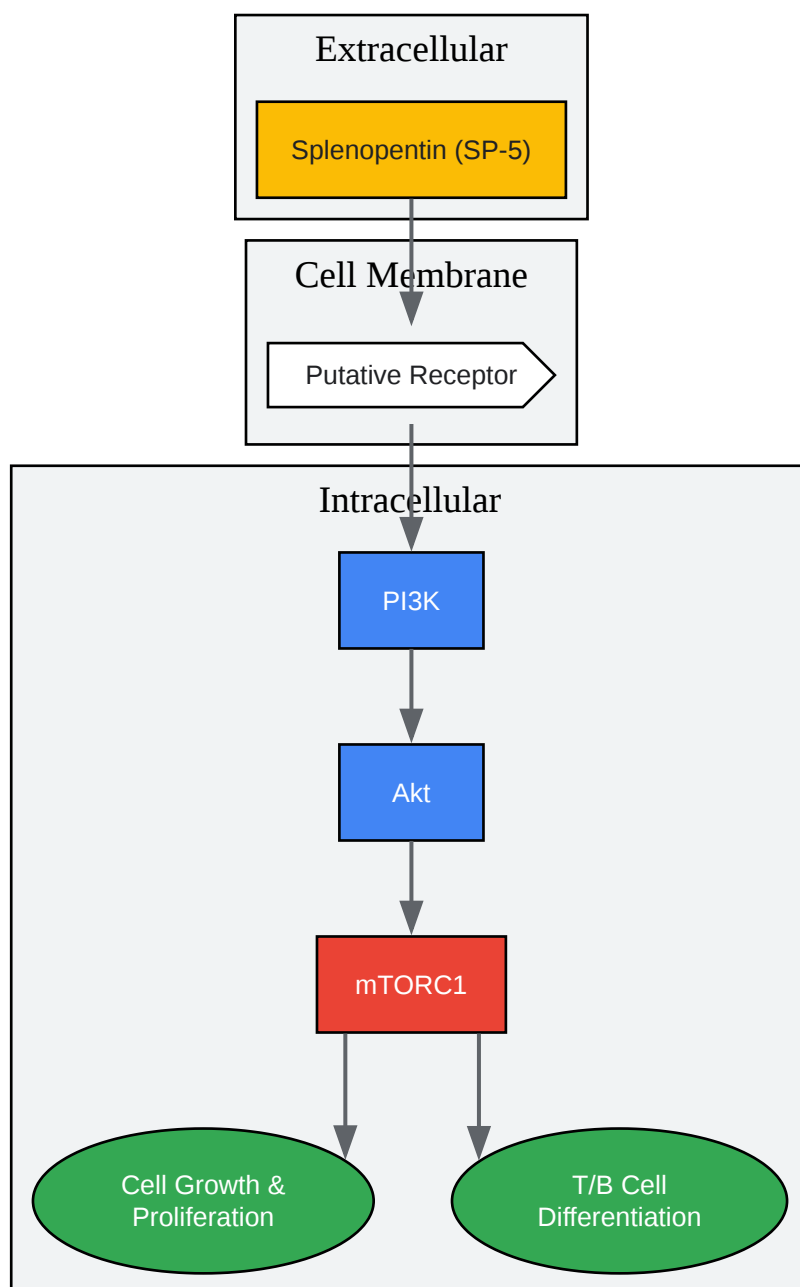 Extracellular
Splenopentin (SP-5)
Cell Membrane
Putative Receptor
Intracellular
PI3K
Akt
mTORC1
Cell Growth &
Proliferation
T/B Cell
Differentiation